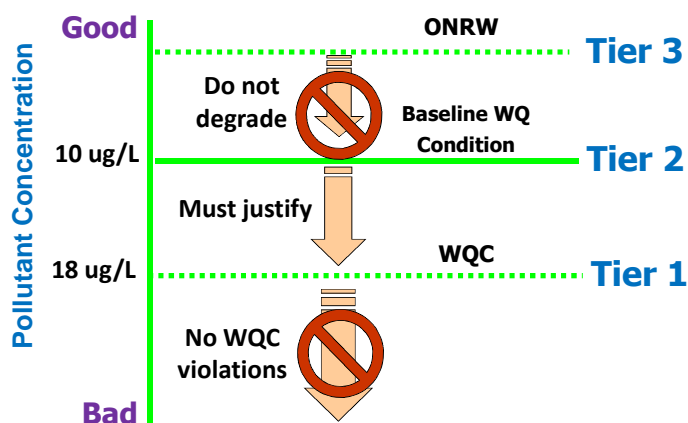 Good
ONRW
Tier 3
Do not
degrade
Baseline WQ
Condition
10 ug/L
Tier 2
Must justify
WQC
18 ug/L
Tier 1
No WQC
violations
Bad
Pollutant Concentration